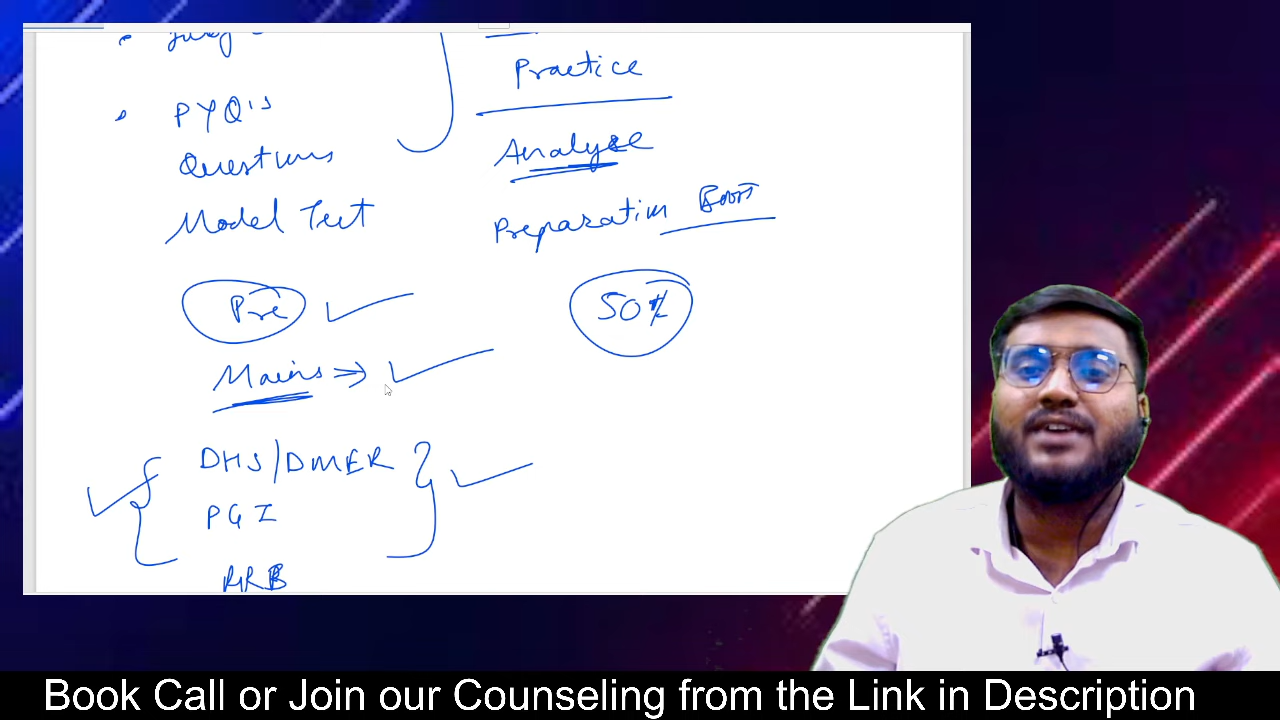 Practice
• PYQ's
Analyse
Questions
Model Test
Preparation Boost
Pre
50%
Mains ⇒
DHS/DMER
PGI
RRB
Book Call or Join our Counseling from the Link in Description